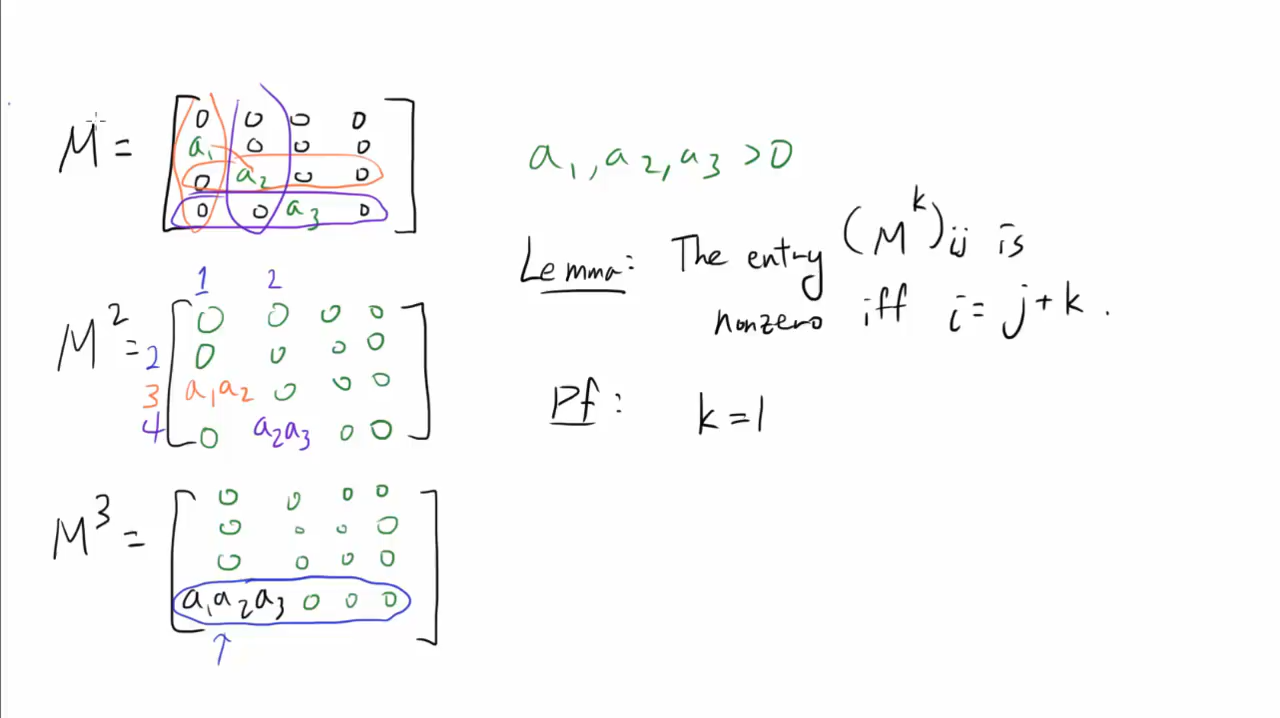 M = [ 0 0 0 0
a₁ 0 0 0
0 a₂ 0 0
0 0 a₃ 0 ]
1 2
M² = [ 0 0 0 0
2 0 0 0 0
3 a₁a₂ 0 0 0
4 0 a₂a₃ 0 0 ]
M³ = [ 0 0 0 0
0 0 0 0
0 0 0 0
a₁a₂a₃ 0 0 0 ]
↑
a₁, a₂, a₃ > 0
Lemma: The entry (Mᵏ)ij is
nonzero iff i = j + k .
Pf: k = 1